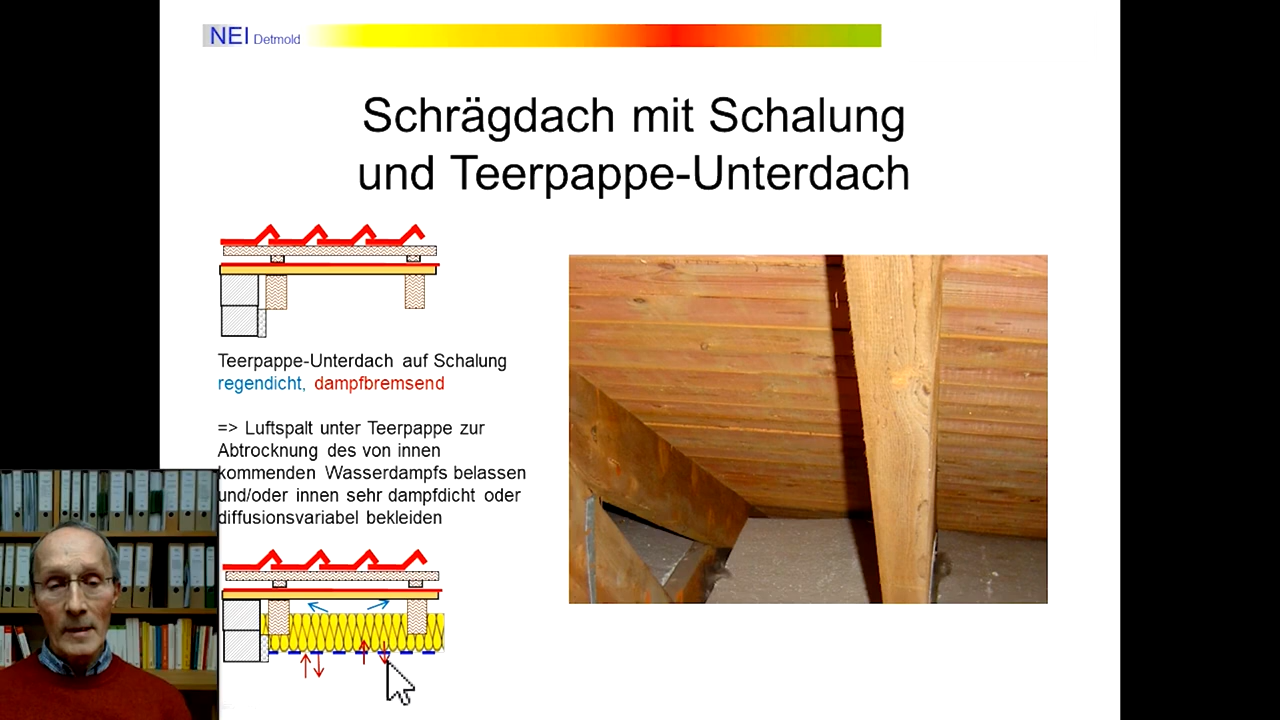 NEI Detmold
Schrägdach mit Schalung
und Teerpappe-Unterdach
Teerpappe-Unterdach auf Schalung
regendicht, dampfbremsend
=> Luftspalt unter Teerpappe zur
Abtrocknung des von innen
kommenden Wasserdampfs belassen
und/oder innen sehr dampfdicht oder
diffusionsvariabel bekleiden